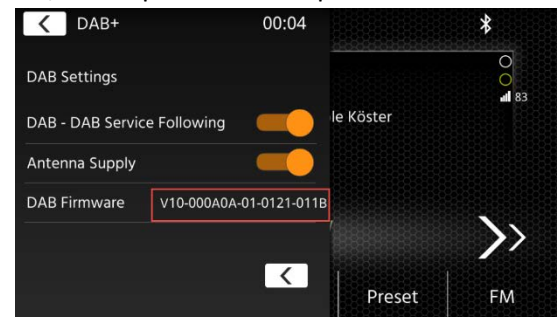 DAB+ 00:04
DAB Settings
83
DAB - DAB Service Following
le Köster
Antenna Supply
DAB Firmware V10-000A0A-01-0121-011B
Preset FM